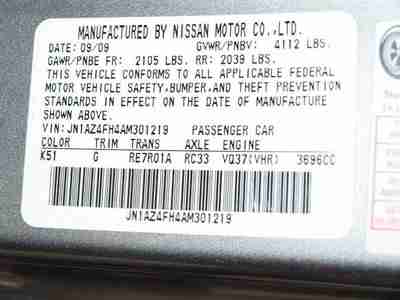 MANUFACTURED BY NISSAN MOTOR CO.,LTD.
DATE: 09/09 GVWR/PNBV: 4112 LBS.
GAWR/PNBE FR: 2105 LBS. RR: 2039 LBS.
THIS VEHICLE CONFORMS TO ALL APPLICABLE FEDERAL
MOTOR VEHICLE SAFETY,BUMPER,AND THEFT PREVENTION
STANDARDS IN EFFECT ON THE DATE OF MANUFACTURE
SHOWN ABOVE.
VIN: JN1AZ4FH4AM301219 PASSENGER CAR
COLOR TRIM TRANS AXLE ENGINE
K51 G RE7R01A RC33 VQ37(VHR) 3696CC
JN1AZ4FH4AM301219